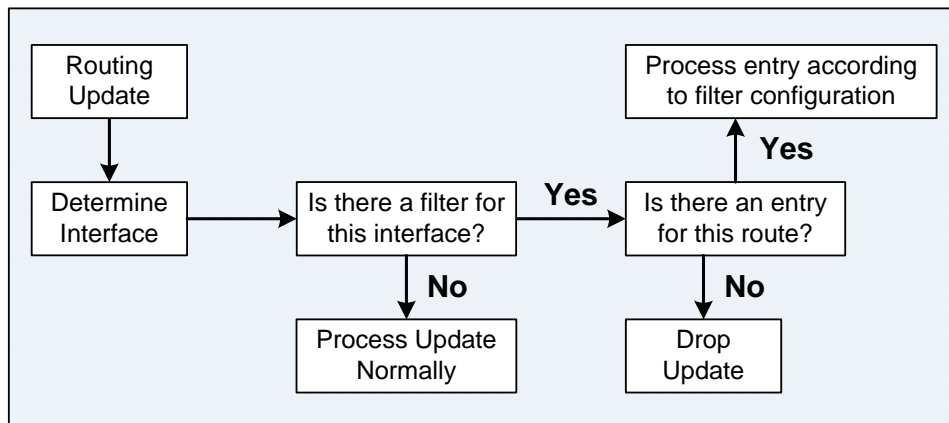 Routing
Update
Determine
Interface
Is there a filter for
this interface?
No
Process Update
Normally
Yes
Is there an entry
for this route?
Yes
Process entry according
to filter configuration
No
Drop
Update